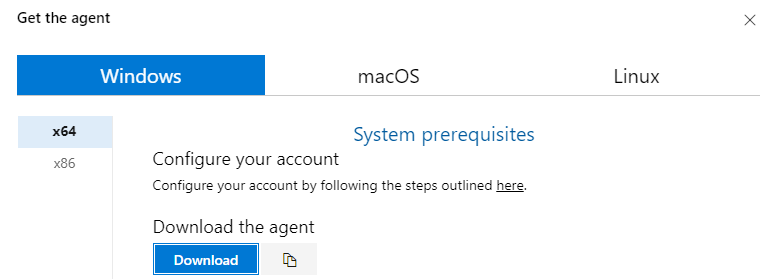 Get the agent
Windows macOS Linux
x64
System prerequisites
x86
Configure your account
Configure your account by following the steps outlined here.
Download the agent
Download